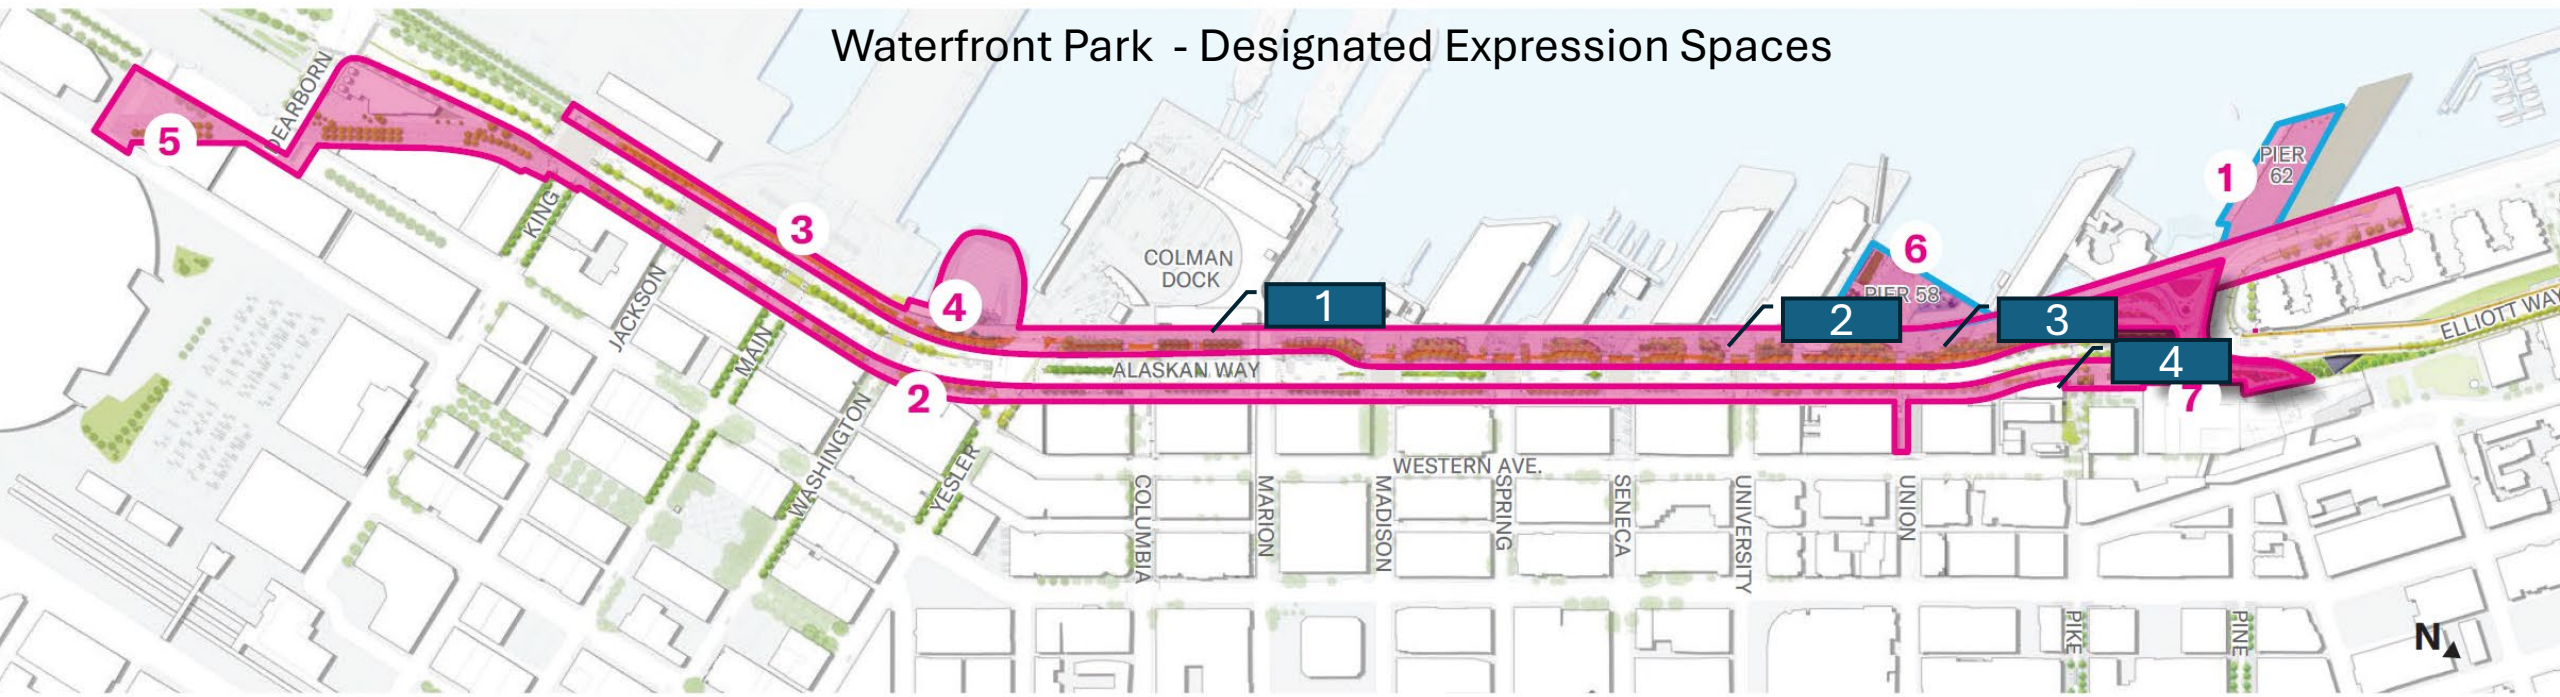 Waterfront Park - Designated Expression Spaces
DEARBORN
5
KING
JACKSON
MAIN
WASHINGTON
YESLER
3
4
2
COLMAN
DOCK
1
ALASKAN WAY
2
3
4
6
PIER 58
1
PIER
62
7
ELLIOTT WAY
WESTERN AVE.
COLUMBIA
MARION
MADISON
SPRING
SENECA
UNIVERSITY
UNION
PIKE
PINE
N